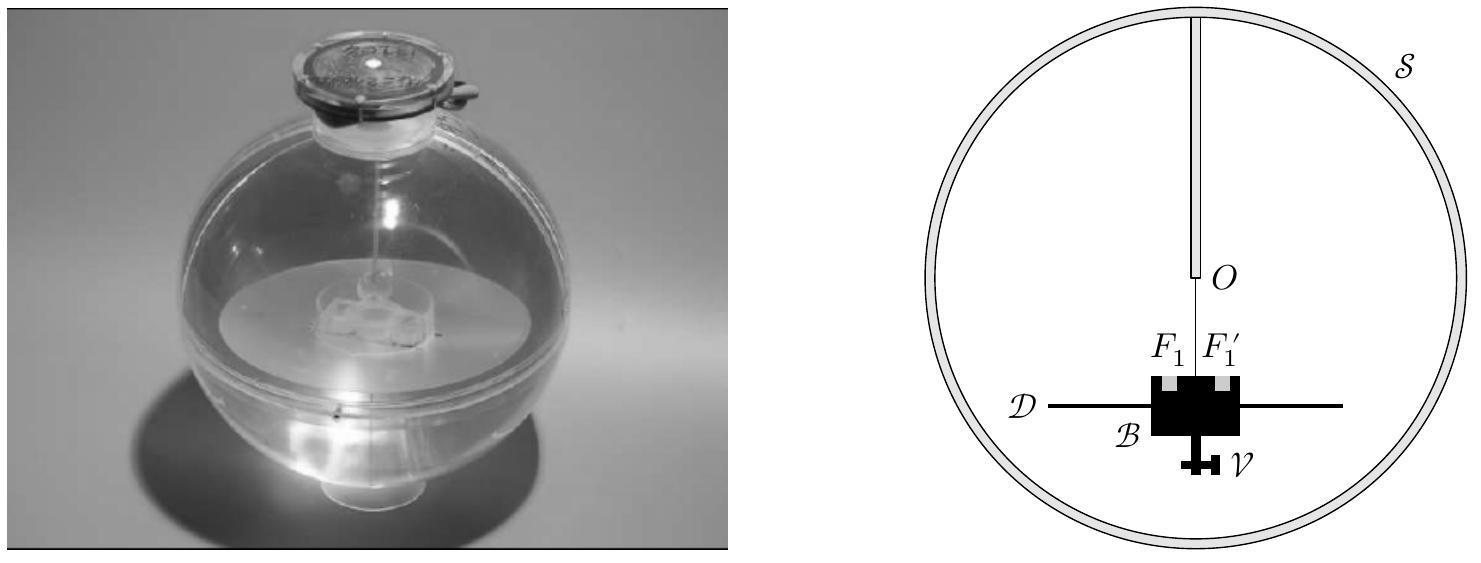 𝒮
O
F₁ F₁′
𝒟
ℬ
𝒱